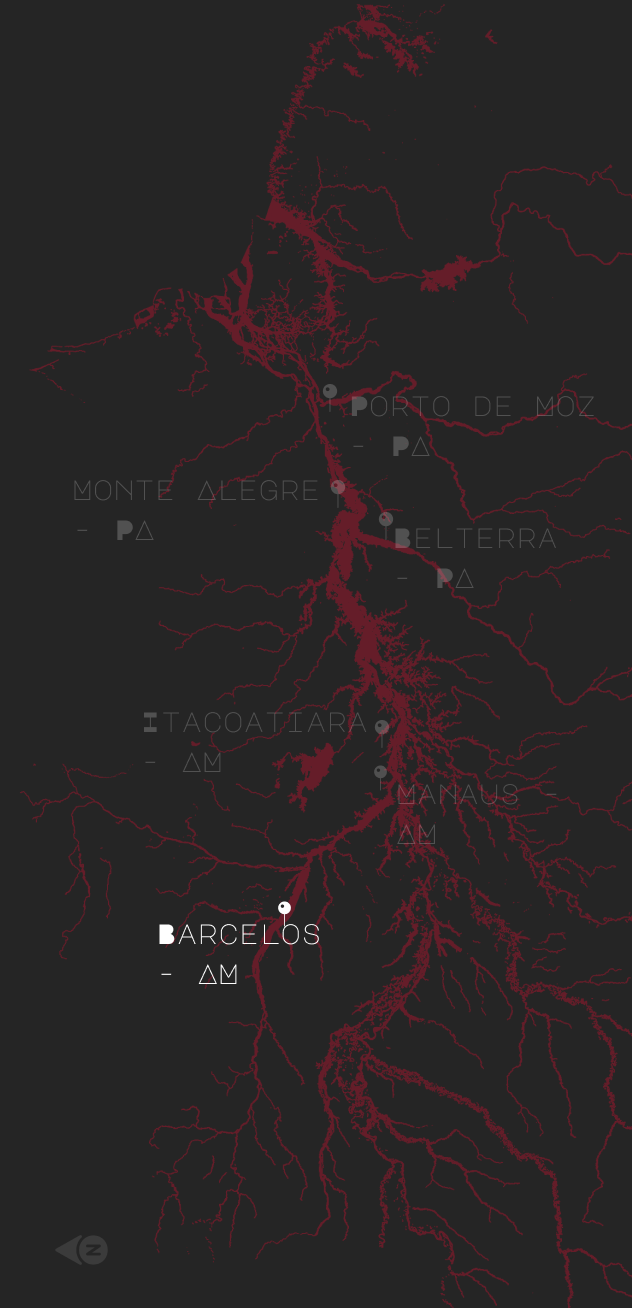 PORTO DE MOZ
- PA
MONTE ALEGRE
- PA
BELTERRA
- PA
ITACOATIARA
- AM
MANAUS -
AM
BARCELOS
- AM
N